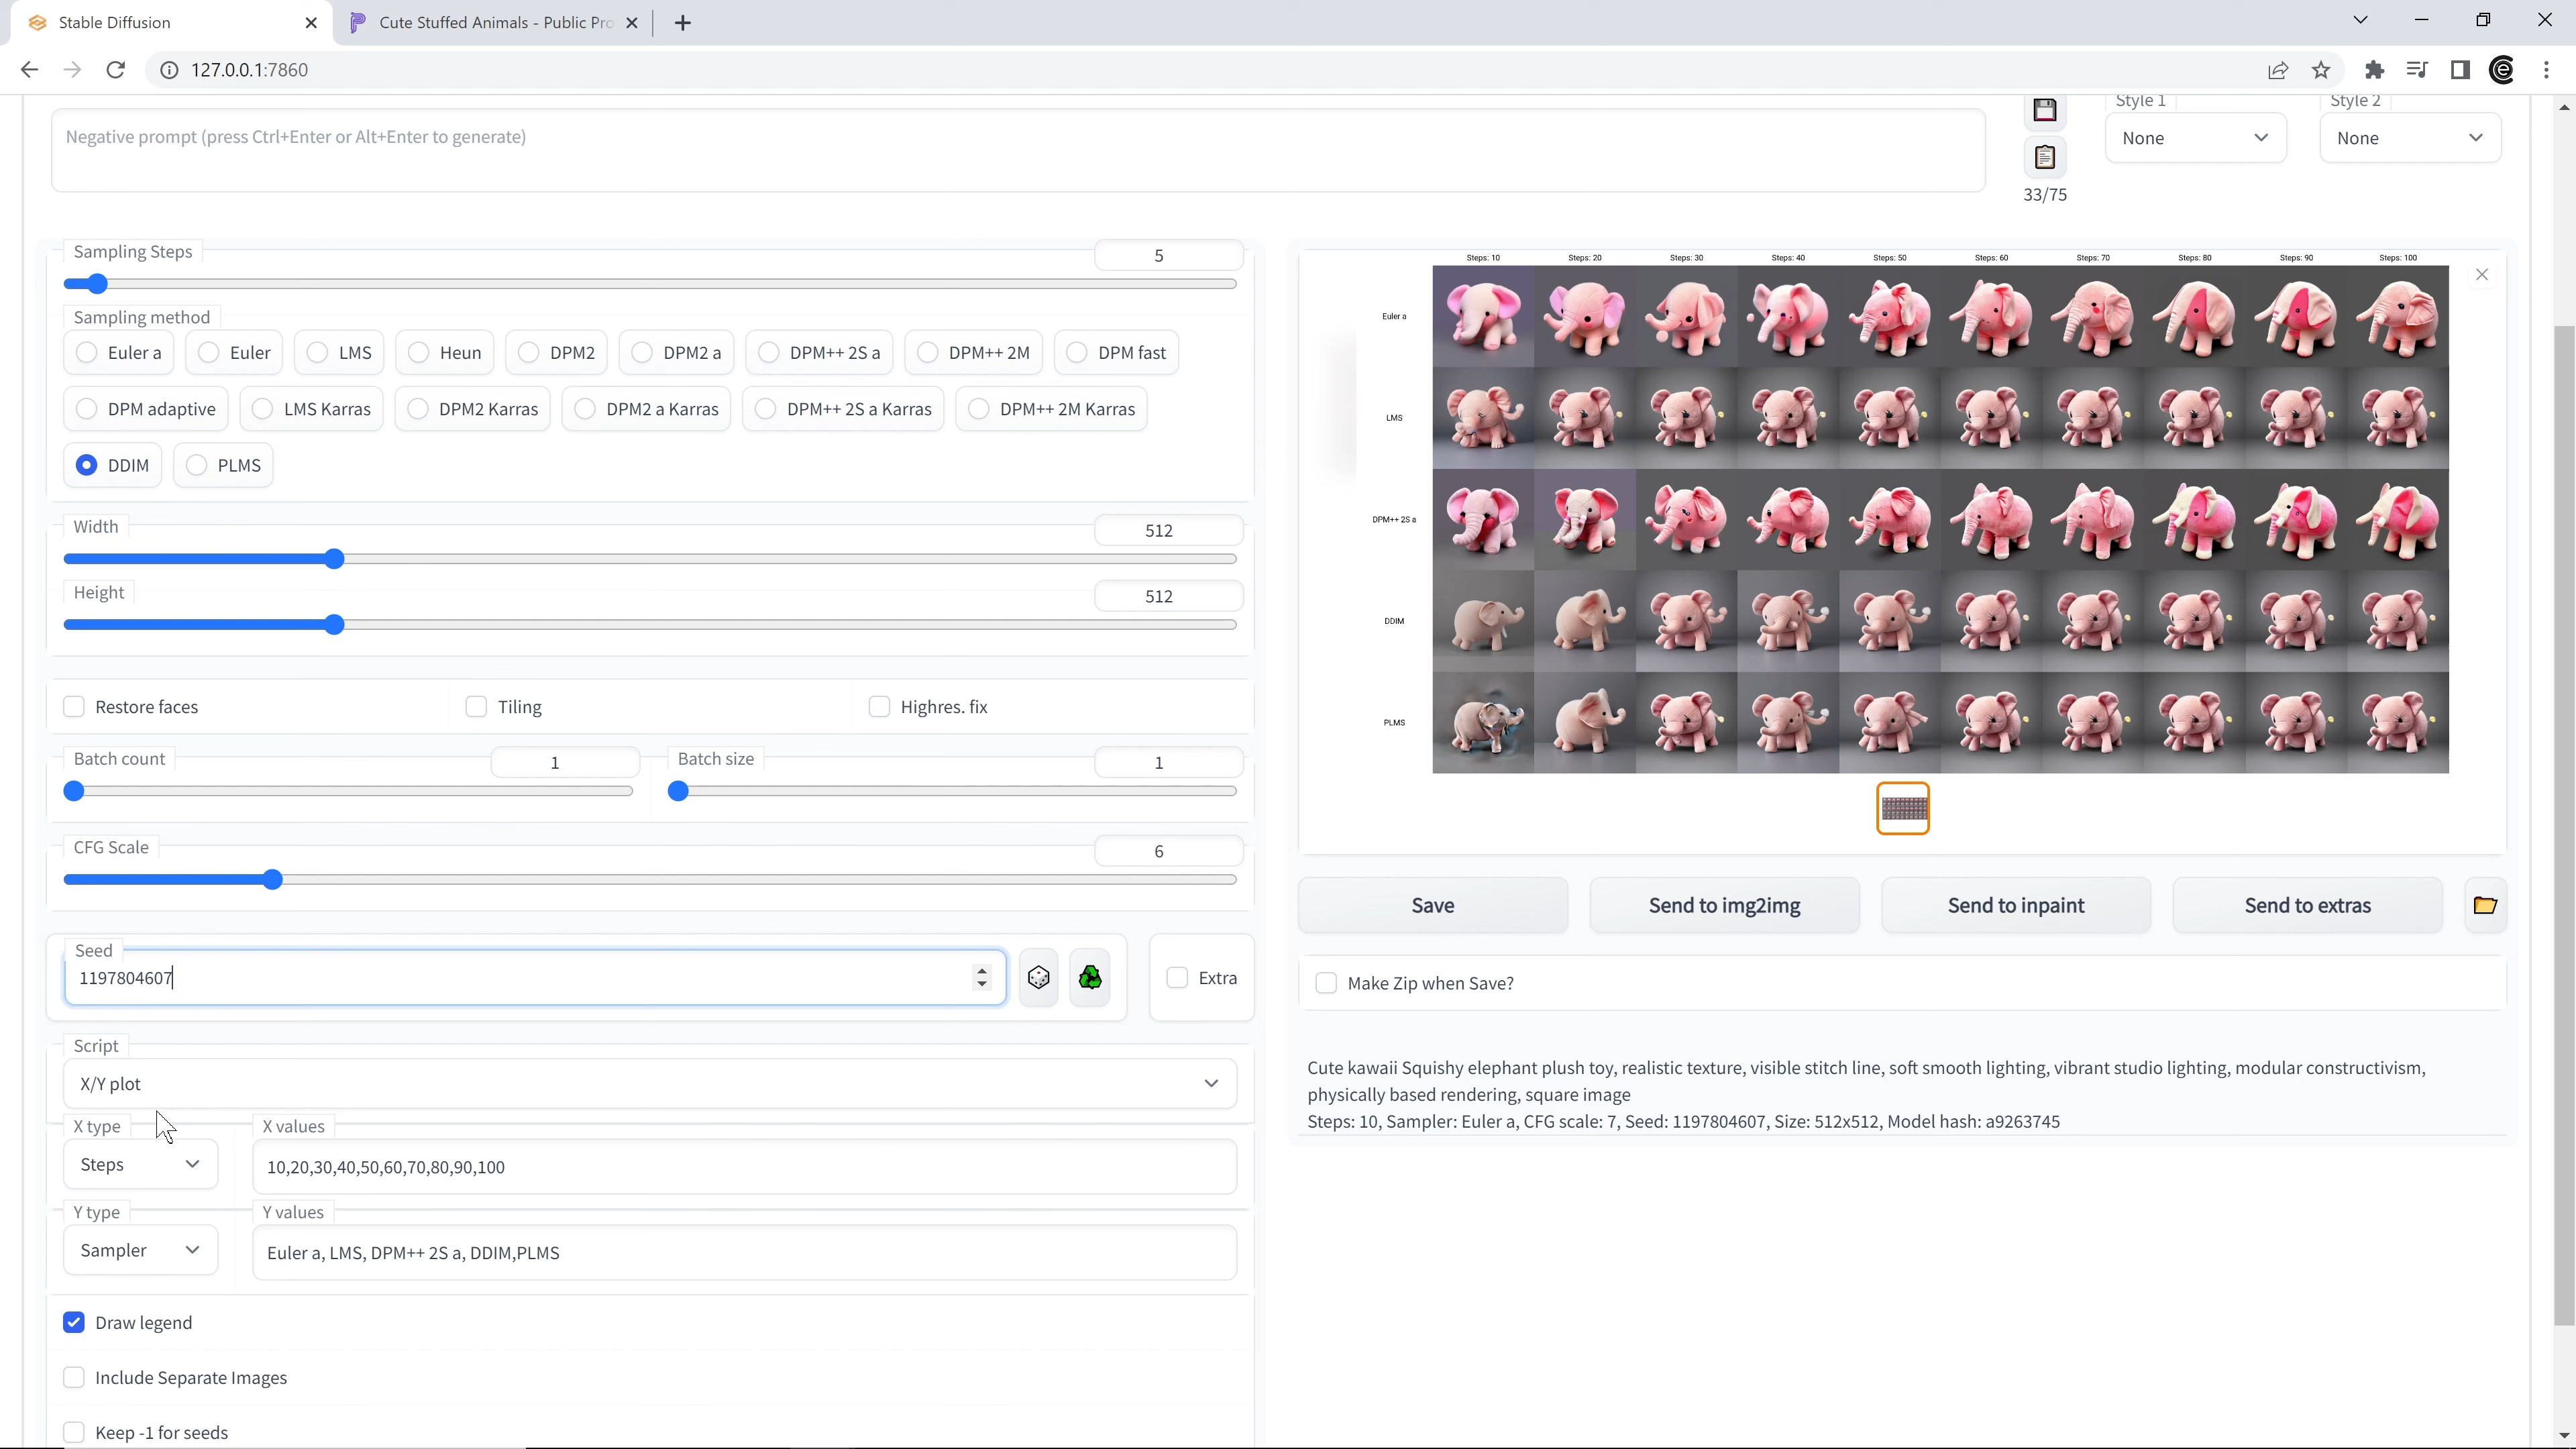 Stable Diffusion
Cute Stuffed Animals - Public Pro
127.0.0.1:7860
Negative prompt (press Ctrl+Enter or Alt+Enter to generate)
33/75
Style 1
None
Style 2
None
Sampling Steps
5
Sampling method
Euler a
Euler
LMS
Heun
DPM2
DPM2 a
DPM++ 2S a
DPM++ 2M
DPM fast
DPM adaptive
LMS Karras
DPM2 Karras
DPM2 a Karras
DPM++ 2S a Karras
DPM++ 2M Karras
DDIM
PLMS
Width
512
Height
512
Restore faces
Tiling
Highres. fix
Batch count
1
Batch size
1
CFG Scale
6
Seed
1197804607
Extra
Script
X/Y plot
X type
Steps
X values
10,20,30,40,50,60,70,80,90,100
Y type
Sampler
Y values
Euler a, LMS, DPM++ 2S a, DDIM,PLMS
Draw legend
Include Separate Images
Keep -1 for seeds
Steps: 10
Steps: 20
Steps: 30
Steps: 40
Steps: 50
Steps: 60
Steps: 70
Steps: 80
Steps: 90
Steps: 100
Euler a
LMS
DPM++ 2S a
DDIM
PLMS
Save
Send to img2img
Send to inpaint
Send to extras
Make Zip when Save?
Cute kawaii Squishy elephant plush toy, realistic texture, visible stitch line, soft smooth lighting, vibrant studio lighting, modular constructivism,
physically based rendering, square image
Steps: 10, Sampler: Euler a, CFG scale: 7, Seed: 1197804607, Size: 512x512, Model hash: a9263745